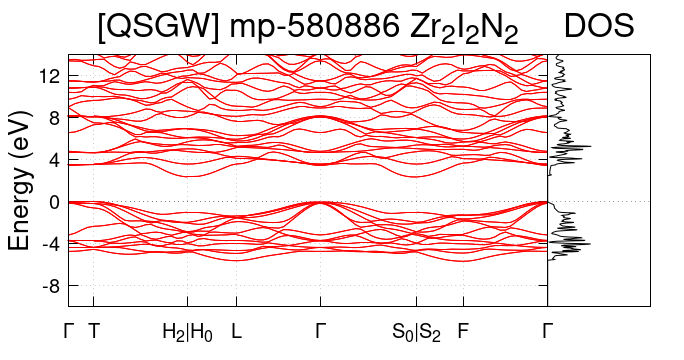 [QSGW] mp-580886 Zr₂I₂N₂ DOS
Energy (eV)
12
8
4
0
-4
-8
Γ T H₂|H₀ L Γ S₀|S₂ F Γ